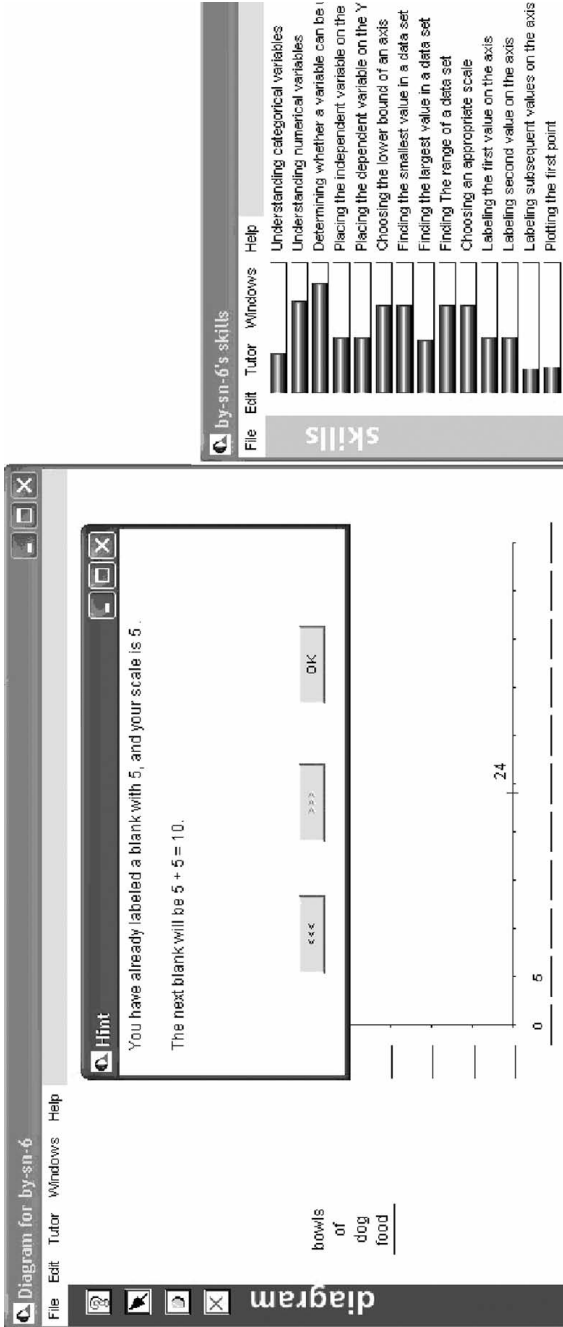 Diagram for by-sn-6
File Edit Tutor Windows Help
diagram
bowls
of
dog
food
Hint
You have already labeled a blank with 5, and your scale is 5.
The next blank will be 5 + 5 = 10.
<<<
>>>
OK
24
0 5
by-sn-6's skills
File Edit Tutor Windows Help
skills
Understanding categorical variables
Understanding numerical variables
Determining whether a variable can be
Placing the independent variable on the
Placing the dependent variable on the Y
Choosing the lower bound of an axis
Finding the smallest value in a data set
Finding the largest value in a data set
Finding The range of a data set
Choosing an appropriate scale
Labeling the first value on the axis
Labeling second value on the axis
Labeling subsequent values on the axis
Plotting the first point